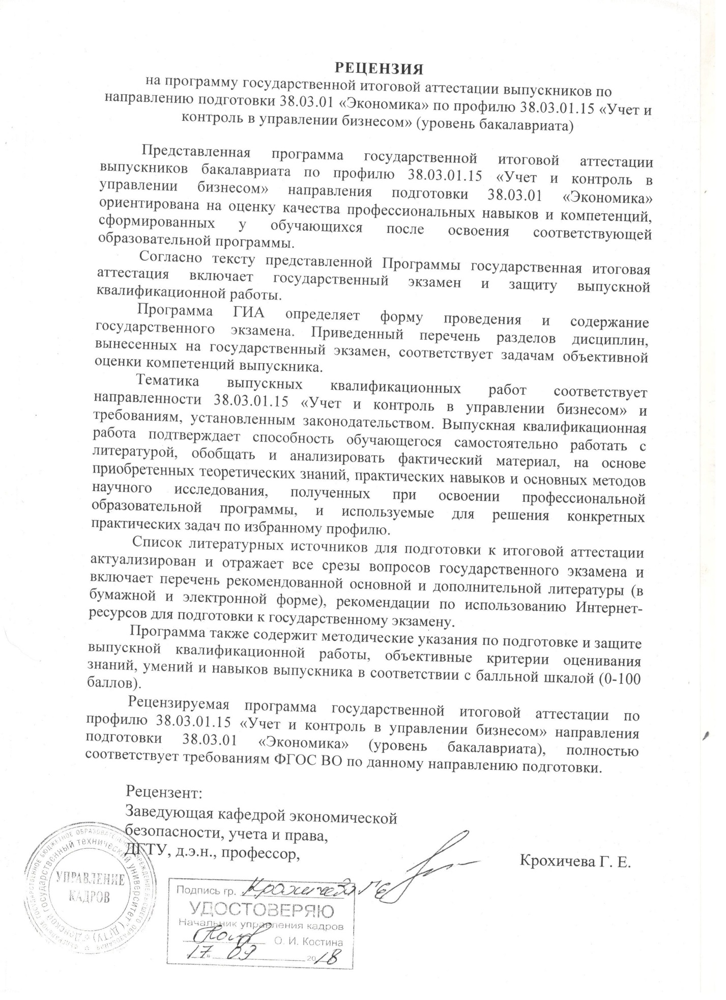 РЕЦЕНЗИЯ
на программу государственной итоговой аттестации выпускников по
направлению подготовки 38.03.01 «Экономика» по профилю 38.03.01.15 «Учет и
контроль в управлении бизнесом» (уровень бакалавриата)
Представленная программа государственной итоговой аттестации
выпускников бакалавриата по профилю 38.03.01.15 «Учет и контроль в
управлении бизнесом» направления подготовки 38.03.01 «Экономика»
ориентирована на оценку качества профессиональных навыков и компетенций,
сформированных у обучающихся после освоения соответствующей
образовательной программы.
Согласно тексту представленной Программы государственная итоговая
аттестация включает государственный экзамен и защиту выпускной
квалификационной работы.
Программа ГИА определяет форму проведения и содержание
государственного экзамена. Приведенный перечень разделов дисциплин,
вынесенных на государственный экзамен, соответствует задачам объективной
оценки компетенций выпускника.
Тематика выпускных квалификационных работ соответствует
направленности 38.03.01.15 «Учет и контроль в управлении бизнесом» и
требованиям, установленным законодательством. Выпускная квалификационная
работа подтверждает способность обучающегося самостоятельно работать с
литературой, обобщать и анализировать фактический материал, на основе
приобретенных теоретических знаний, практических навыков и основных методов
научного исследования, полученных при освоении профессиональной
образовательной программы, и используемые для решения конкретных
практических задач по избранному профилю.
Список литературных источников для подготовки к итоговой аттестации
актуализирован и отражает все срезы вопросов государственного экзамена и
включает перечень рекомендованной основной и дополнительной литературы (в
бумажной и электронной форме), рекомендации по использованию Интернет-
ресурсов для подготовки к государственному экзамену.
Программа также содержит методические указания по подготовке и защите
выпускной квалификационной работы, объективные критерии оценивания
знаний, умений и навыков выпускника в соответствии с балльной шкалой (0-100
баллов).
Рецензируемая программа государственной итоговой аттестации по
профилю 38.03.01.15 «Учет и контроль в управлении бизнесом» направления
подготовки 38.03.01 «Экономика» (уровень бакалавриата), полностью
соответствует требованиям ФГОС ВО по данному направлению подготовки.
Рецензент:
Заведующая кафедрой экономической
безопасности, учета и права,
ДГТУ, д.э.н., профессор,
Крохичева Г. Е.
Донской государственный технический университет (ДГТУ)
УПРАВЛЕНИЕ
КАДРОВ
Подпись гр. Крохичева Г Е
УДОСТОВЕРЯЮ
Начальник управления кадров
О. И. Костина
«17» 09 2018